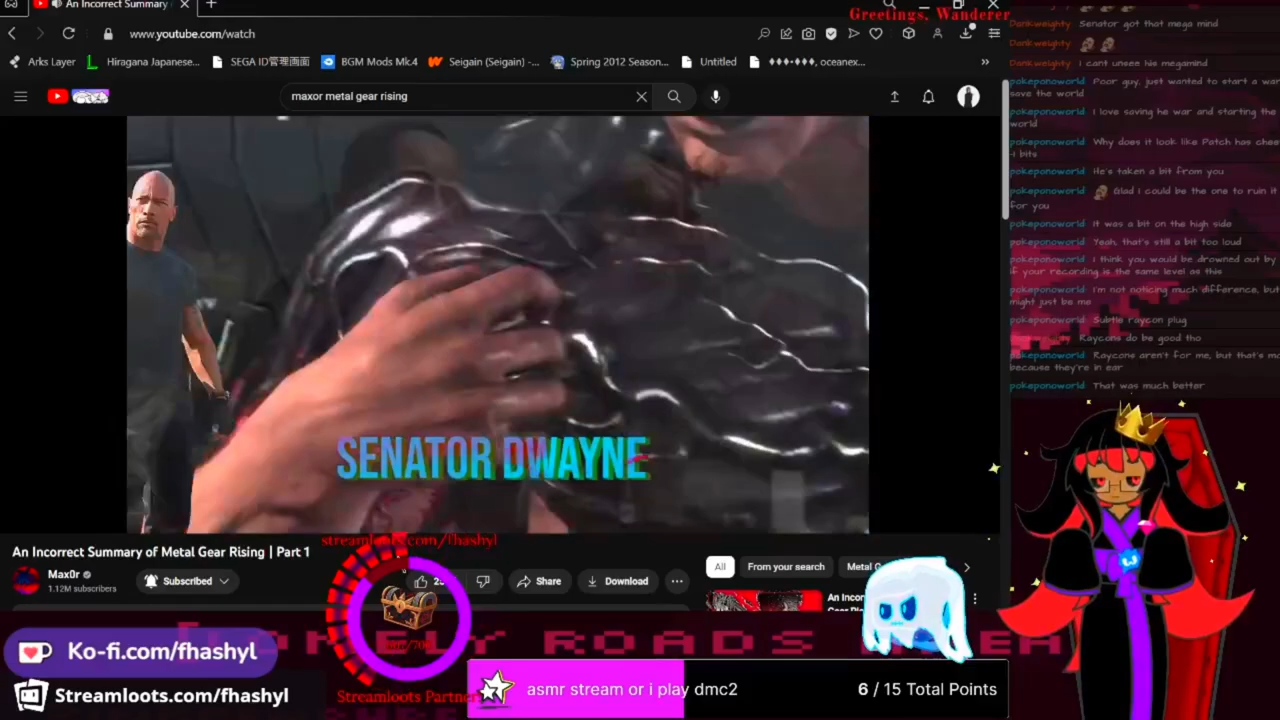 An Incorrect Summary
Greetings, Wanderer
www.youtube.com/watch
Arks Layer
Hiragana Japanese...
SEGA ID管理画面
BGM Mods Mk.4
Seigain (Seigain) -...
Spring 2012 Season...
Untitled
♦♦♦-♦♦♦, oceanex...
maxor metal gear rising
SENATOR DWAYNE
An Incorrect Summary of Metal Gear Rising | Part 1
Max0r
1.12M subscribers
Subscribed
streamloots.com/fhashyl
Share
Download
All
From your search
Metal G
An Inco
Streamloots Partner
Ko-fi.com/fhashyl
Streamloots.com/fhashyl
LONELY ROADS
asmr stream or i play dmc2
6 / 15 Total Points
Dankweighty Senator got that mega mind
Dankweighty
Dankweighty I cant unsee his megamind
pokeponoworld Poor guy, just wanted to start a war
save the world
pokeponoworld I love saving he war and starting the
world
pokeponoworld Why does it look like Patch has
bits
pokeponoworld He's taken a bit from you
pokeponoworld Glad I could be the one to ruin it
for you
pokeponoworld It was a bit on the high side
pokeponoworld Yeah, that's still a bit too loud
pokeponoworld I think you would be drowned out by
if your recording is the same level as this
pokeponoworld I'm not noticing much difference, but
might just be me
pokeponoworld Subtle raycon plug
Raycons do be good tho
pokeponoworld Raycons aren't for me, but that's
because they're in ear
pokeponoworld That was much better